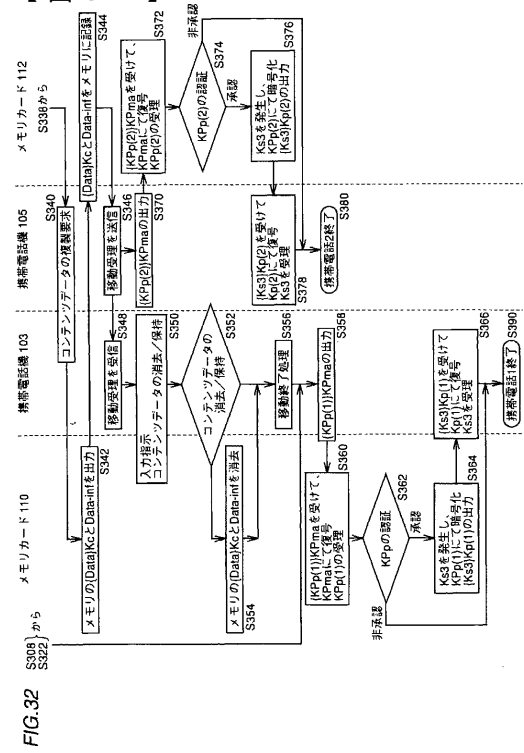 FIG.32
メモリカード 110
携帯電話機 103
携帯電話機 105
メモリカード 112
S308
S322
から
S338から
コンテンツデータの複製要求
S340
メモリの{Data}KcとData-infを出力
S342
{Data}KcとData-infをメモリに記録
S344
移動受理を送信
S346
移動受理を受信
S348
入力指示
コンテンツデータの消去/保持
S350
コンテンツデータの
消去/保持
S352
メモリの{Data}KcとData-infを消去
S354
移動終了処理
S356
{KPp(1)}KPmaの出力
S358
{KPp(1)}KPmaを受けて、
KPmaにて復号
KPp(1)の受理
S360
KPpの認証
S362
承認
非承認
Ks3を発生し、
KPp(1)にて暗号化
{Ks3}Kp(1)の出力
S364
{Ks3}Kp(1)を受けて
Kp(1)にて復号
Ks3を受理
S366
携帯電話1終了
S390
{KPp(2)}KPmaの出力
S370
{KPp(2)}KPmaを受けて、
KPmaにて復号
KPp(2)の受理
S372
KPp(2)の認証
S374
非承認
承認
Ks3を発生し、
KPp(2)にて暗号化
{Ks3}Kp(2)の出力
S376
{Ks3}Kp(2)を受けて
Kp(2)にて復号
Ks3を受理
S378
携帯電話2終了
S380